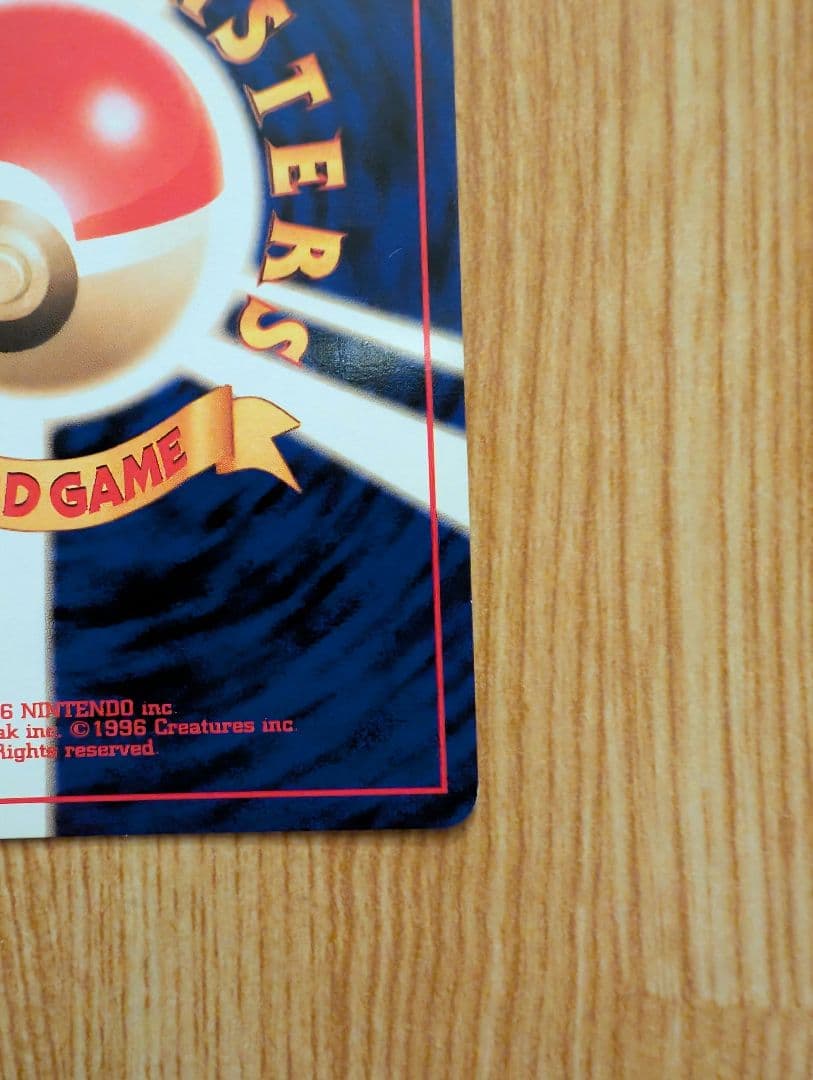 STERS
D GAME
6 NINTENDO inc.
ak inc. ©1996 Creatures inc.
Rights reserved.